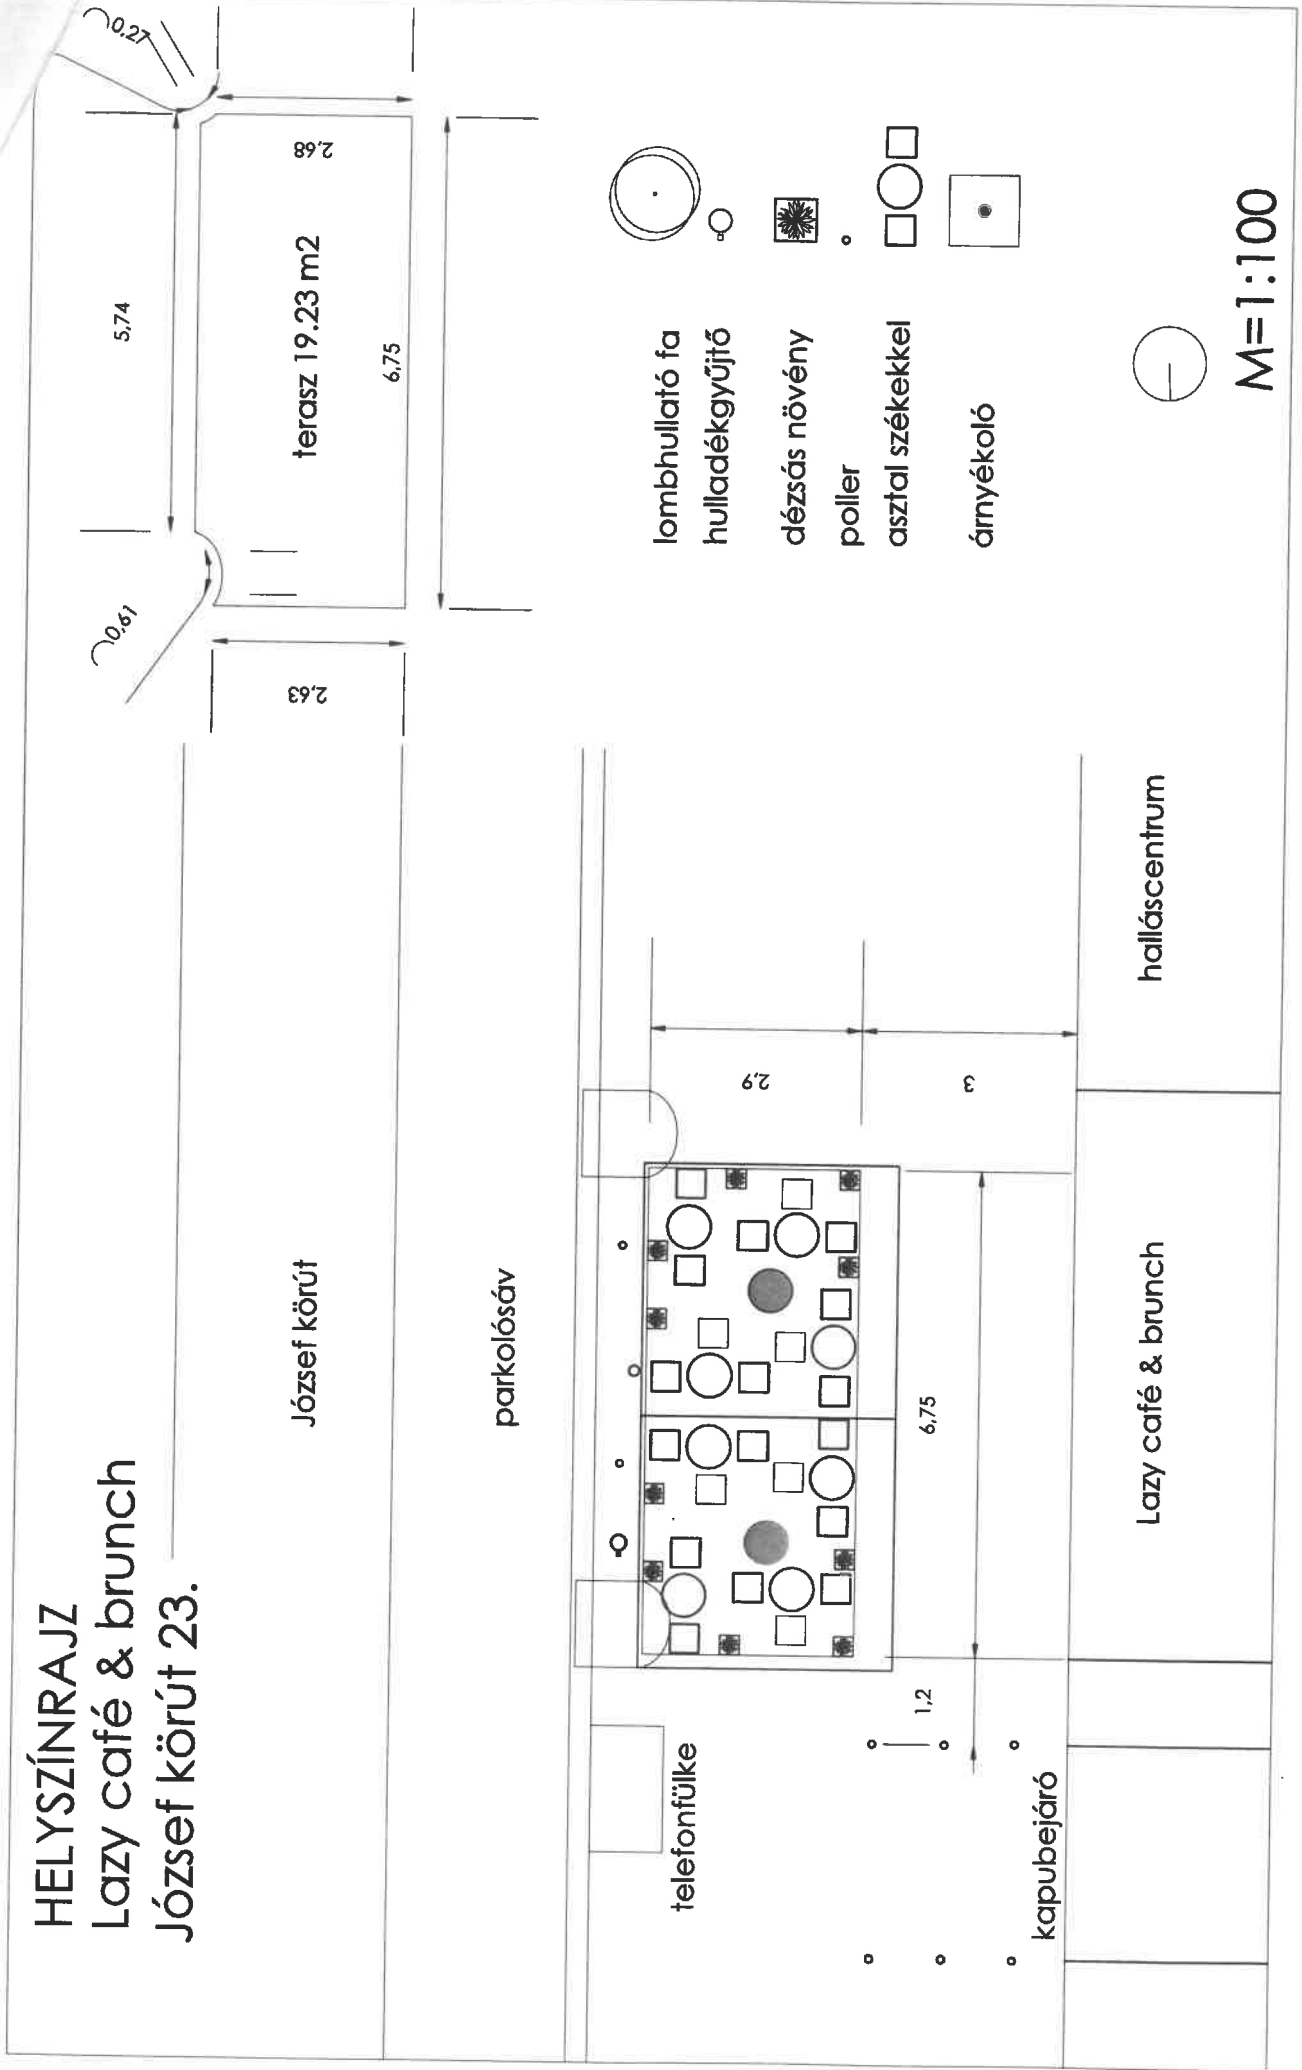 HELYSZÍNRAJZ
Lazy café & brunch
József körút 23.
József körút
parkolósáv
telefonfülke
kapubejáró
1,2
6,75
Lazy café & brunch
2,9
3
halláscentrum
0,61
5,74
0,27
2,63
terasz 19.23 m2
2,68
6,75
lombhullató fa
hulladékgyűjtő
dézsás növény
poller
asztal székekkel
árnyékoló
M=1:100